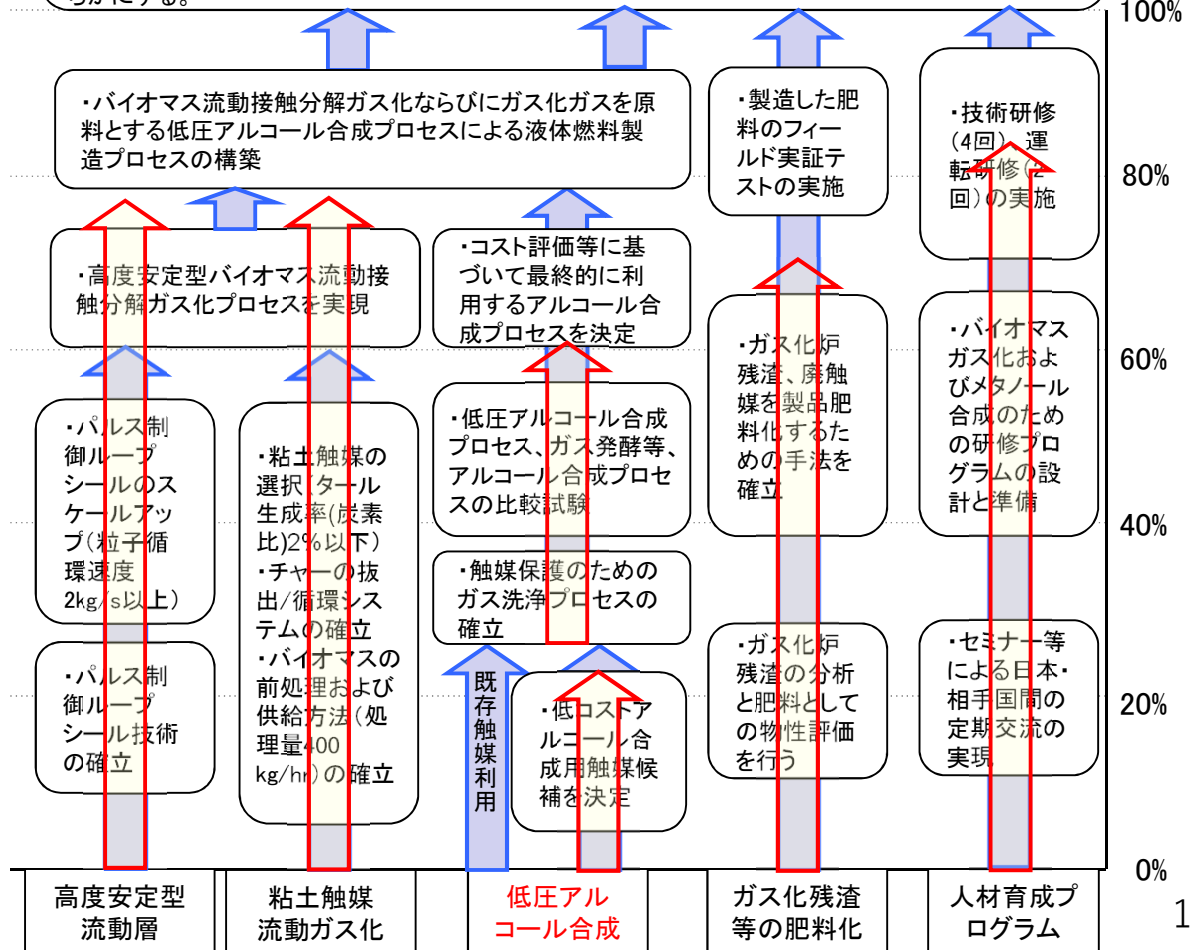 らかにする。
100%
・バイオマス流動接触分解ガス化ならびにガス化ガスを原
料とする低圧アルコール合成プロセスによる液体燃料製
造プロセスの構築
・製造した肥
料のフィー
ルド実証テ
ストの実施
・技術研修
(4回)、運
転研修(2
回)の実施
80%
・高度安定型バイオマス流動接
触分解ガス化プロセスを実現
・コスト評価等に基
づいて最終的に利
用するアルコール合
成プロセスを決定
60%
・パルス制
御ループ
シールのス
ケールアッ
プ(粒子循
環速度
2kg/s以上)
・粘土触媒の
選択(タール
生成率(炭素
比)2%以下)
・チャーの抜
出/循環シス
テムの確立
・バイオマスの
前処理および
供給方法(処
理量400
kg/hr)の確立
・低圧アルコール合成
プロセス、ガス発酵等、
アルコール合成プロセ
スの比較試験
・ガス化炉
残渣、廃触
媒を製品肥
料化するた
めの手法を
確立
・バイオマス
ガス化およ
びメタノール
合成のため
の研修プロ
グラムの設
計と準備
40%
・触媒保護のための
ガス洗浄プロセスの
確立
・パルス制
御ループ
シール技術
の確立
既存触媒利用
・低コストア
ルコール合
成用触媒候
補を決定
・ガス化炉
残渣の分析
と肥料として
の物性評価
を行う
・セミナー等
による日本・
相手国間の
定期交流の
実現
20%
0%
高度安定型
流動層
粘土触媒
流動ガス化
低圧アル
コール合成
ガス化残渣
等の肥料化
人材育成プ
ログラム
1